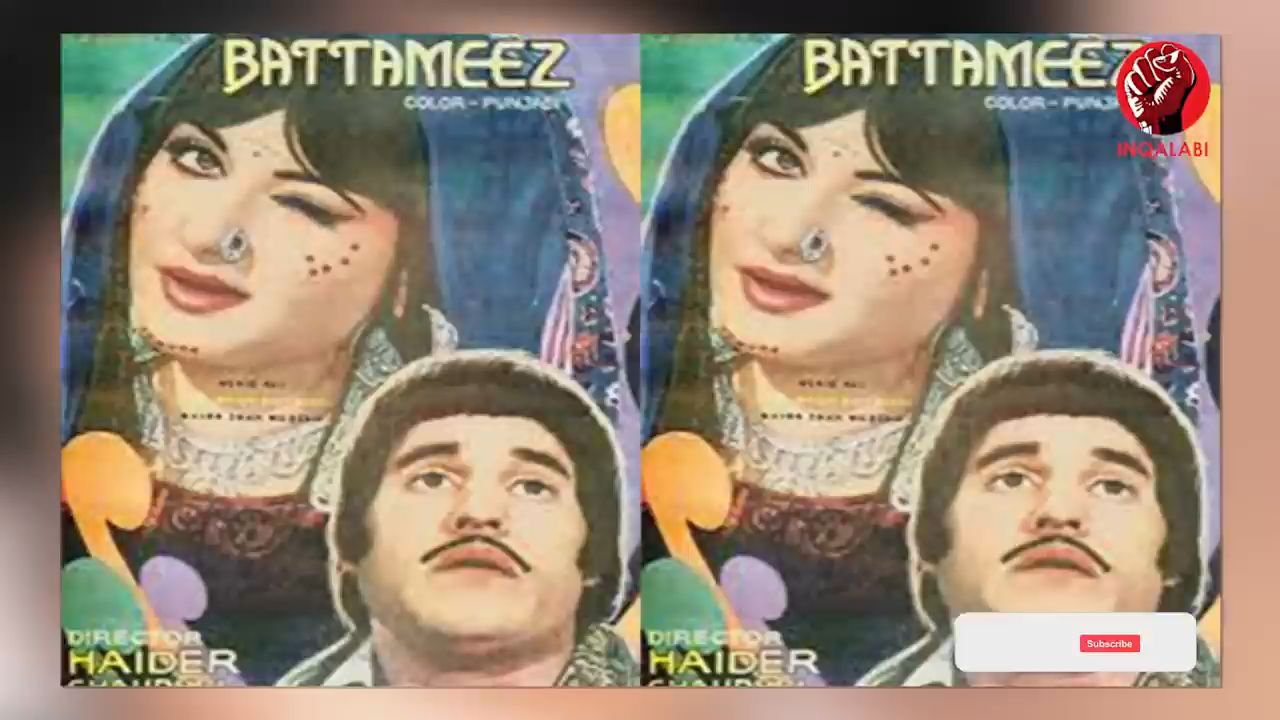 BATTAMEEZ
COLOR - PUNJABI
DIRECTOR
HAIDER
BATTAMEEZ
COLOR - PUNJ
DIRECTOR
HAIDER
INQALABI
Subscribe